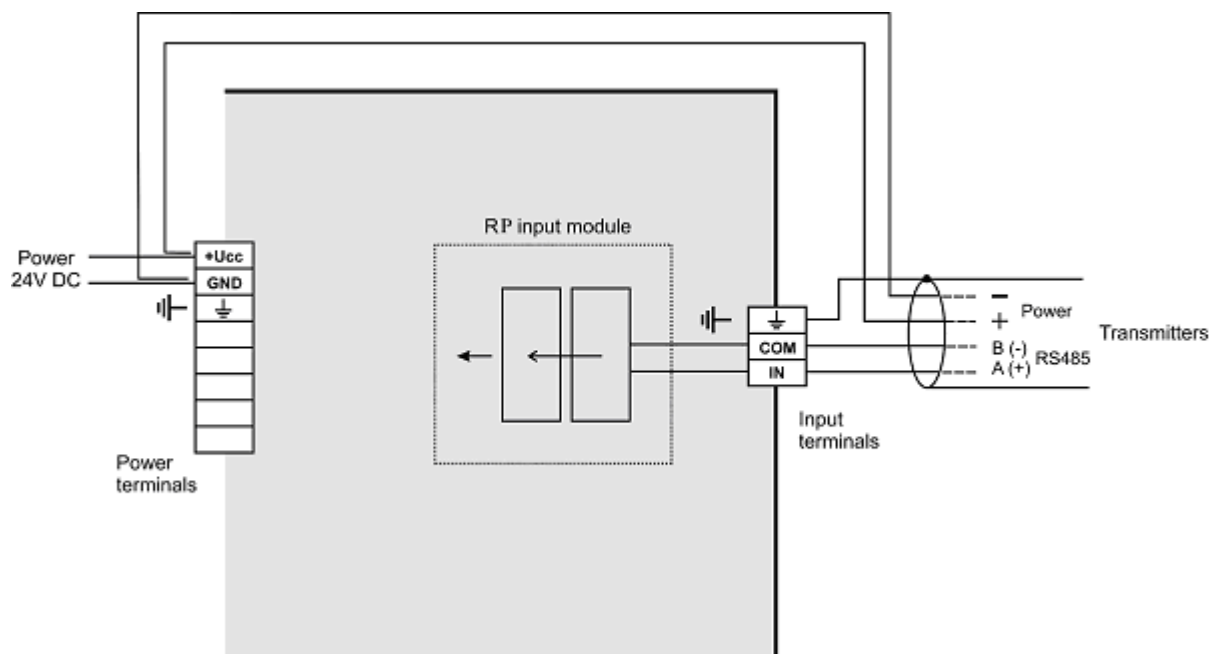 RP input module
Power
24V DC
+Ucc
GND
Power
terminals
COM
IN
Input
terminals
−
+
Power
B (-)
A (+)
RS485
Transmitters